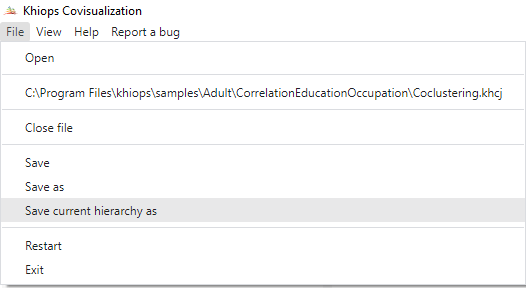 Khiops Covisualization
File View Help Report a bug
Open
C:\Program Files\khiops\samples\Adult\CorrelationEducationOccupation\Coclustering.khcj
Close file
Save
Save as
Save current hierarchy as
Restart
Exit